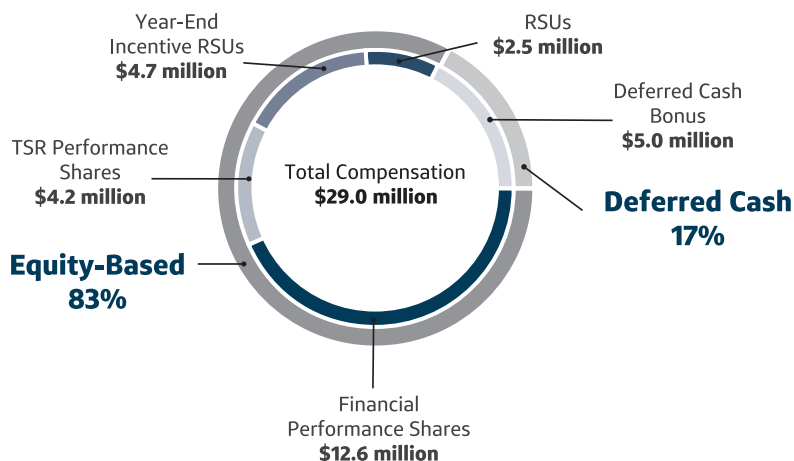 Year-End
Incentive RSUs
$4.7 million
RSUs
$2.5 million
Deferred Cash
Bonus
$5.0 million
TSR Performance
Shares
$4.2 million
Total Compensation
$29.0 million
Deferred Cash
17%
Equity-Based
83%
Financial
Performance Shares
$12.6 million